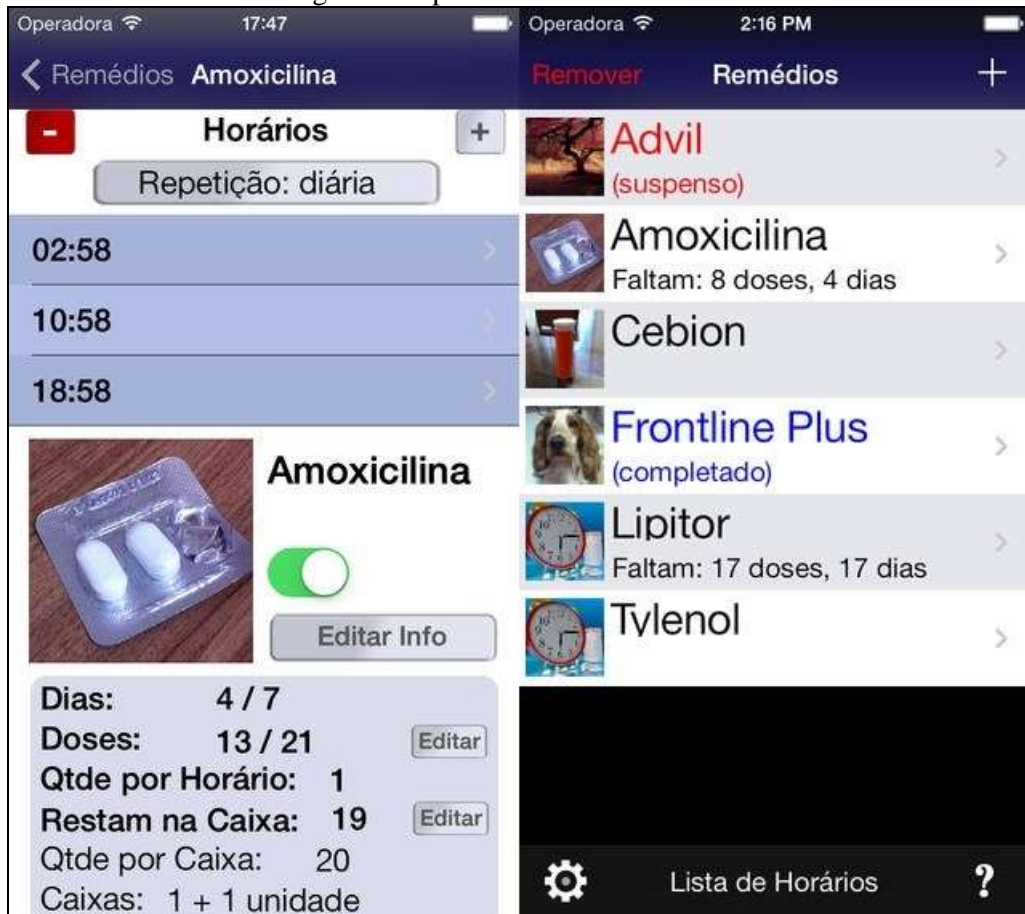 Operadora 17:47
Remédios Amoxicilina
- Horários +
Repetição: diária
02:58
10:58
18:58
Amoxicilina
Editar Info
Dias: 4 / 7
Doses: 13 / 21 Editar
Qtde por Horário: 1
Restam na Caixa: 19 Editar
Qtde por Caixa: 20
Caixas: 1 + 1 unidade
Operadora 2:16 PM
Remover Remédios +
Advil
(suspenso)
Amoxicilina
Faltam: 8 doses, 4 dias
Cebion
Frontline Plus
(completado)
Lipitor
Faltam: 17 doses, 17 dias
Tylenol
Lista de Horários ?